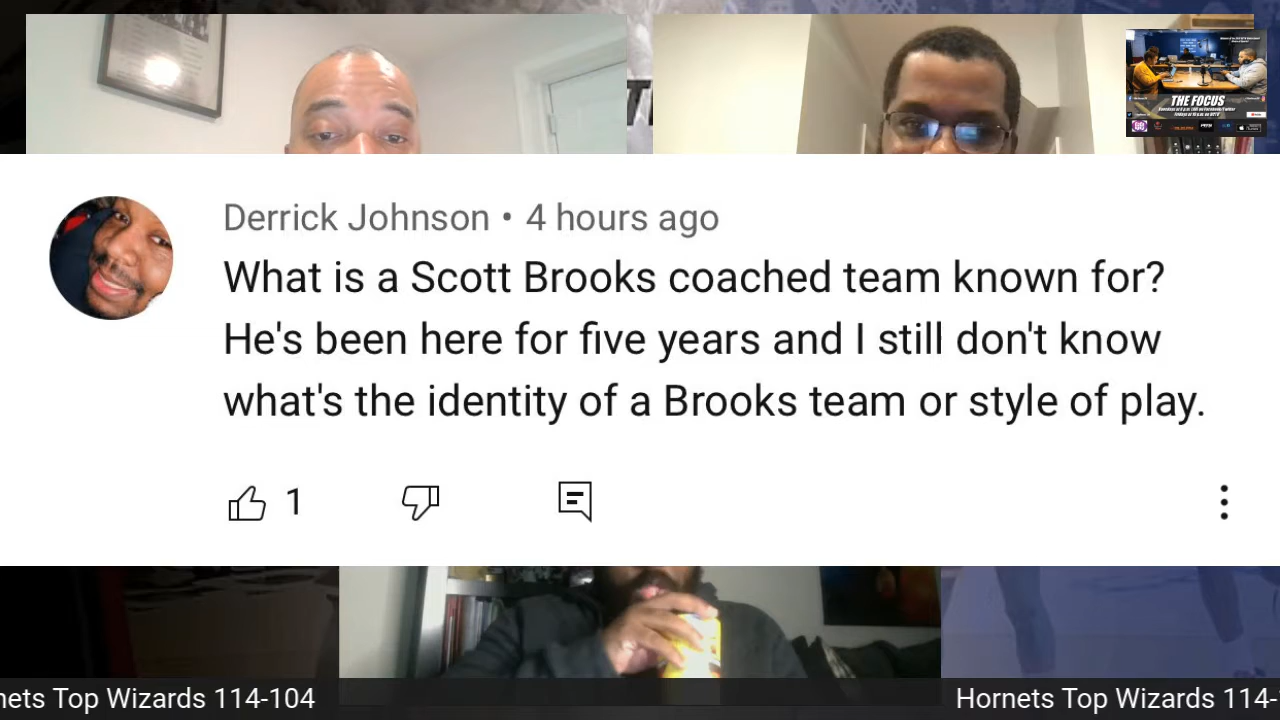 THE FOCUS
Derrick Johnson • 4 hours ago
What is a Scott Brooks coached team known for?
He's been here for five years and I still don't know
what's the identity of a Brooks team or style of play.
1
nets Top Wizards 114-104
Hornets Top Wizards 114-